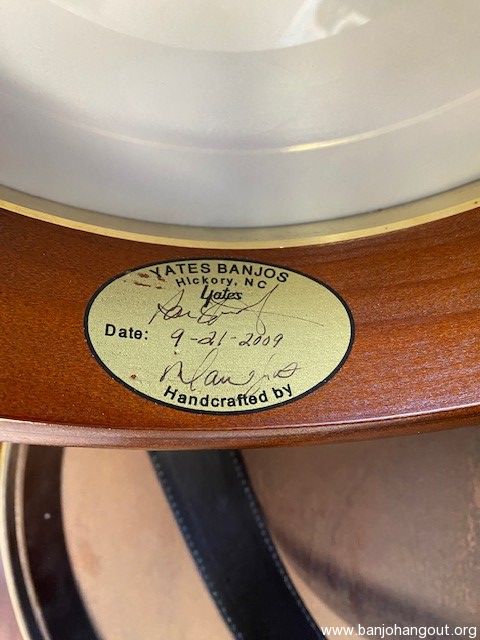 YATES BANJOS
Hickory, NC
Yates
Date: 9-21-2009
Handcrafted by
www.banjohangout.org